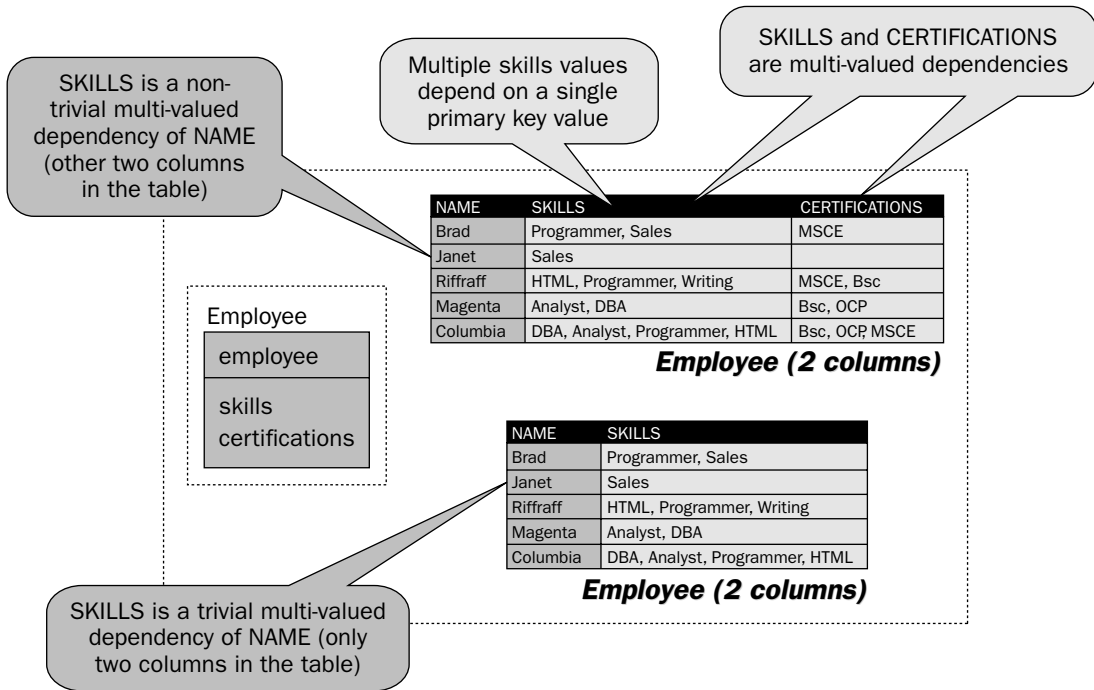 SKILLS and CERTIFICATIONS
are multi-valued dependencies
Multiple skills values
depend on a single
primary key value
SKILLS is a non-
trivial multi-valued
dependency of NAME
(other two columns
in the table)
NAME SKILLS CERTIFICATIONS
Brad Programmer, Sales MSCE
Janet Sales
Riffraff HTML, Programmer, Writing MSCE, Bsc
Magenta Analyst, DBA Bsc, OCP
Columbia DBA, Analyst, Programmer, HTML Bsc, OCP, MSCE
Employee (2 columns)
Employee
employee
skills
certifications
NAME SKILLS
Brad Programmer, Sales
Janet Sales
Riffraff HTML, Programmer, Writing
Magenta Analyst, DBA
Columbia DBA, Analyst, Programmer, HTML
Employee (2 columns)
SKILLS is a trivial multi-valued
dependency of NAME (only
two columns in the table)